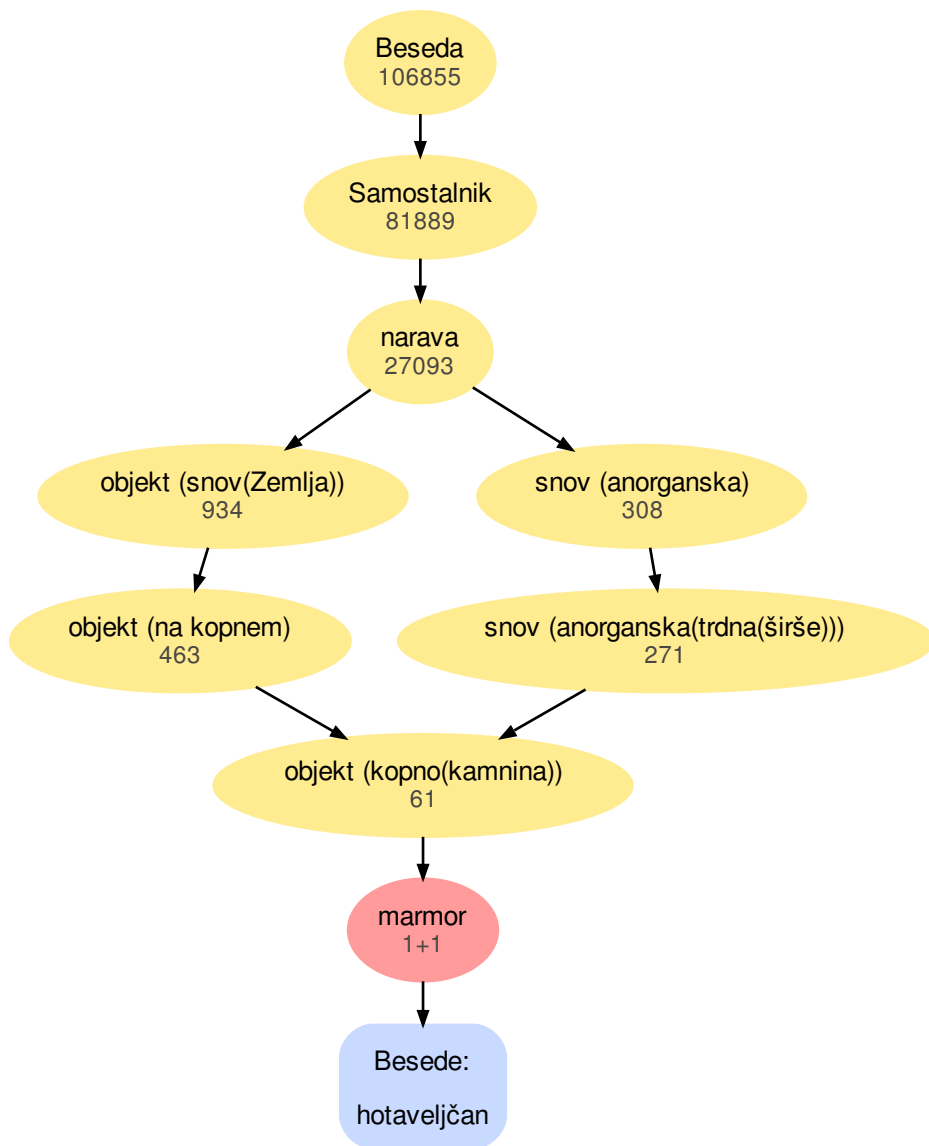 Beseda
106855
Samostalnik
81889
narava
27093
objekt (snov(Zemlja))
934
snov (anorganska)
308
objekt (na kopnem)
463
snov (anorganska(trdna(širše)))
271
objekt (kopno(kamnina))
61
marmor
1+1
Besede:
hotaveljčan